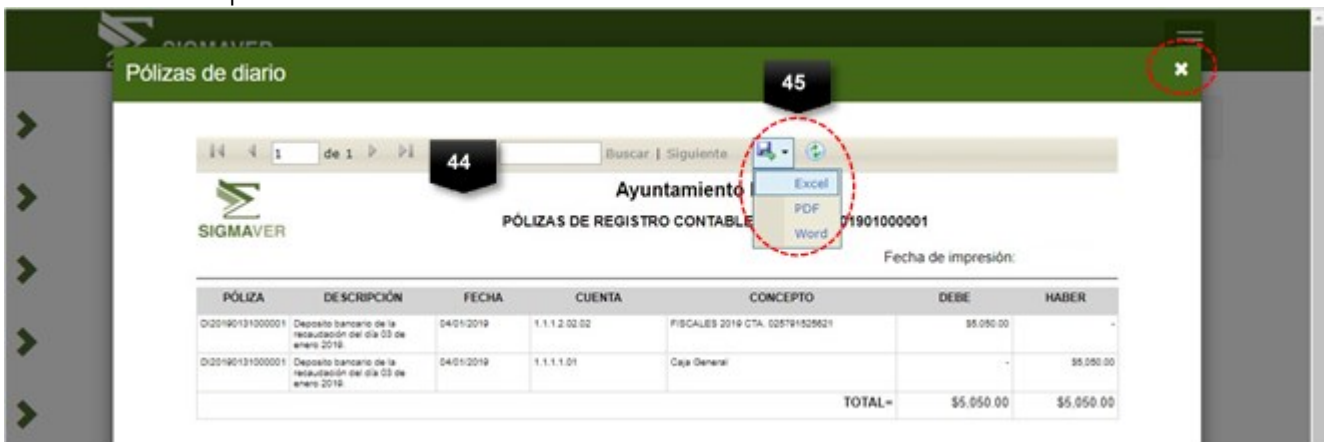 SIGMAVER
Pólizas de diario
45
1 de 1
44
Buscar | Siguiente
Excel
PDF
Word
Ayuntamiento
SIGMAVER
PÓLIZAS DE REGISTRO CONTABLE 01901000001
Fecha de impresión:
PÓLIZA DESCRIPCIÓN FECHA CUENTA CONCEPTO DEBE HABER
DI20190131000001 Deposito bancario de la 04/01/2019 1.1.1.2.02.02 FISCALES 2019 CTA. 025791525621 $5,050.00 -
recaudación del día 03 de
enero 2019.
DI20190131000001 Deposito bancario de la 04/01/2019 1.1.1.1.01 Caja General - $5,050.00
recaudación del día 03 de
enero 2019.
TOTAL= $5,050.00 $5,050.00